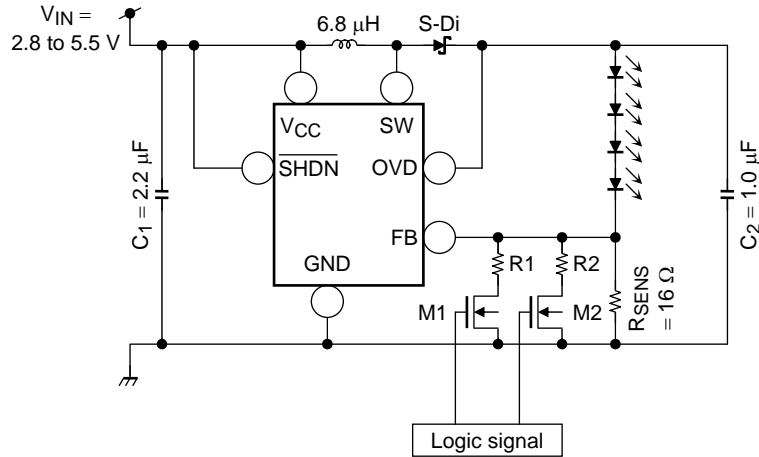 V_IN =
2.8 to 5.5 V
6.8 μH
S-Di
V_CC
SW
SHDN
OVD
FB
GND
C_1 = 2.2 μF
C_2 = 1.0 μF
R1
R2
M1
M2
R_SENS
= 16 Ω
Logic signal